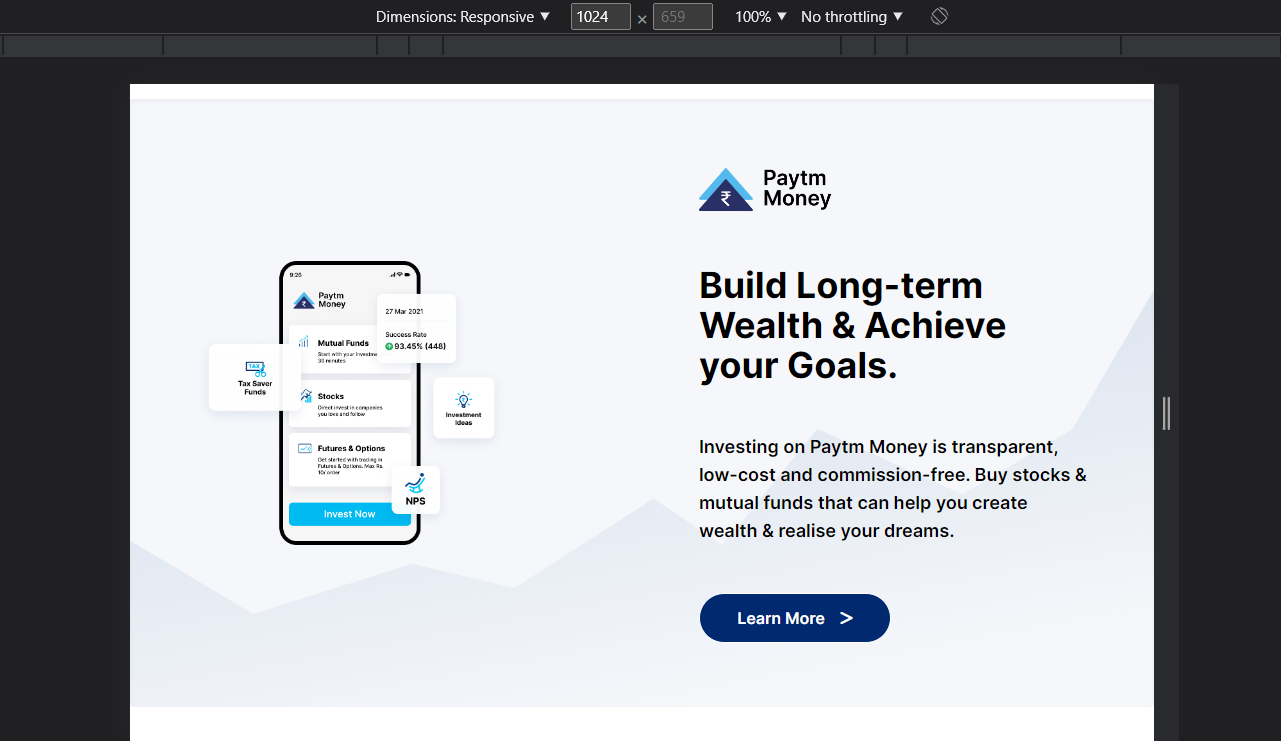 Dimensions: Responsive ▼ 1024 × 659 100% ▼ No throttling ▼
Paytm
Money
Build Long-term
Wealth & Achieve
your Goals.
Investing on Paytm Money is transparent,
low-cost and commission-free. Buy stocks &
mutual funds that can help you create
wealth & realise your dreams.
Learn More >
Paytm
Money
27 Mar 2021
Success Rate
93.45% (448)
Mutual Funds
Start with your investme
30 minutes
TAX
Tax Saver
Funds
Stocks
Direct invest in companies
you love and follow
Investment
Ideas
Futures & Options
Get started with trading in
Futures & Options. Max Rs.
10/ order
NPS
Invest Now